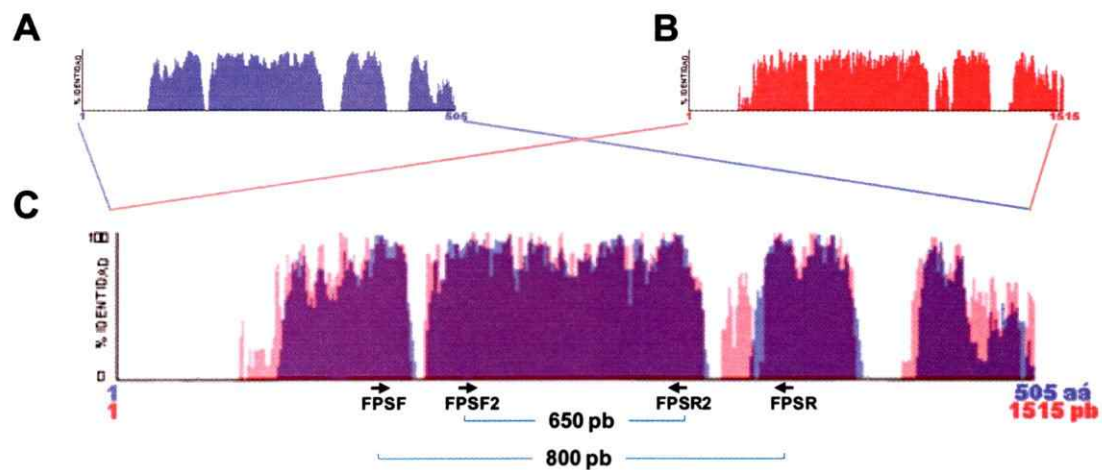 A
B
% IDENTIDAD
% IDENTIDAD
1
505
1
1515
C
100
% IDENTIDAD
0
1
505 aá
1
1515 pb
FPSF
FPSF2
FPSR2
FPSR
650 pb
800 pb